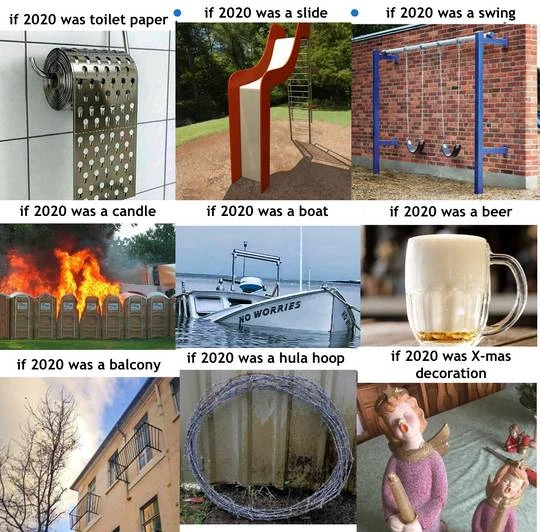 if 2020 was toilet paper
if 2020 was a slide
if 2020 was a swing
if 2020 was a candle
if 2020 was a boat
if 2020 was a beer
NO WORRIES
if 2020 was a balcony
if 2020 was a hula hoop
if 2020 was X-mas
decoration